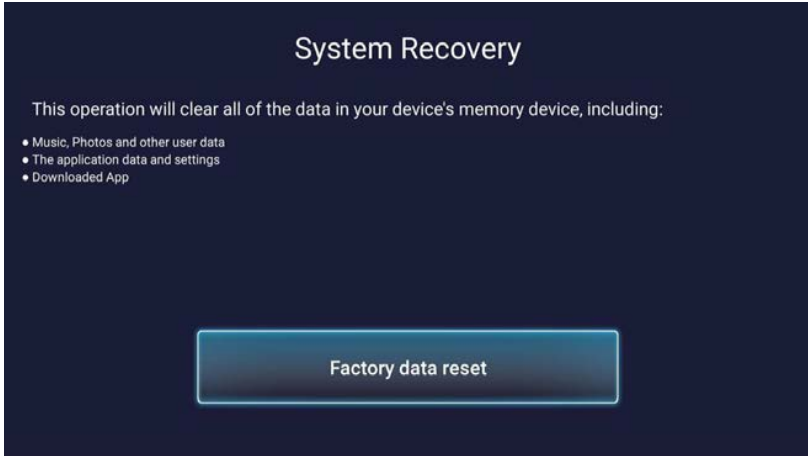 System Recovery
This operation will clear all of the data in your device's memory device, including:
● Music, Photos and other user data
● The application data and settings
● Downloaded App
Factory data reset